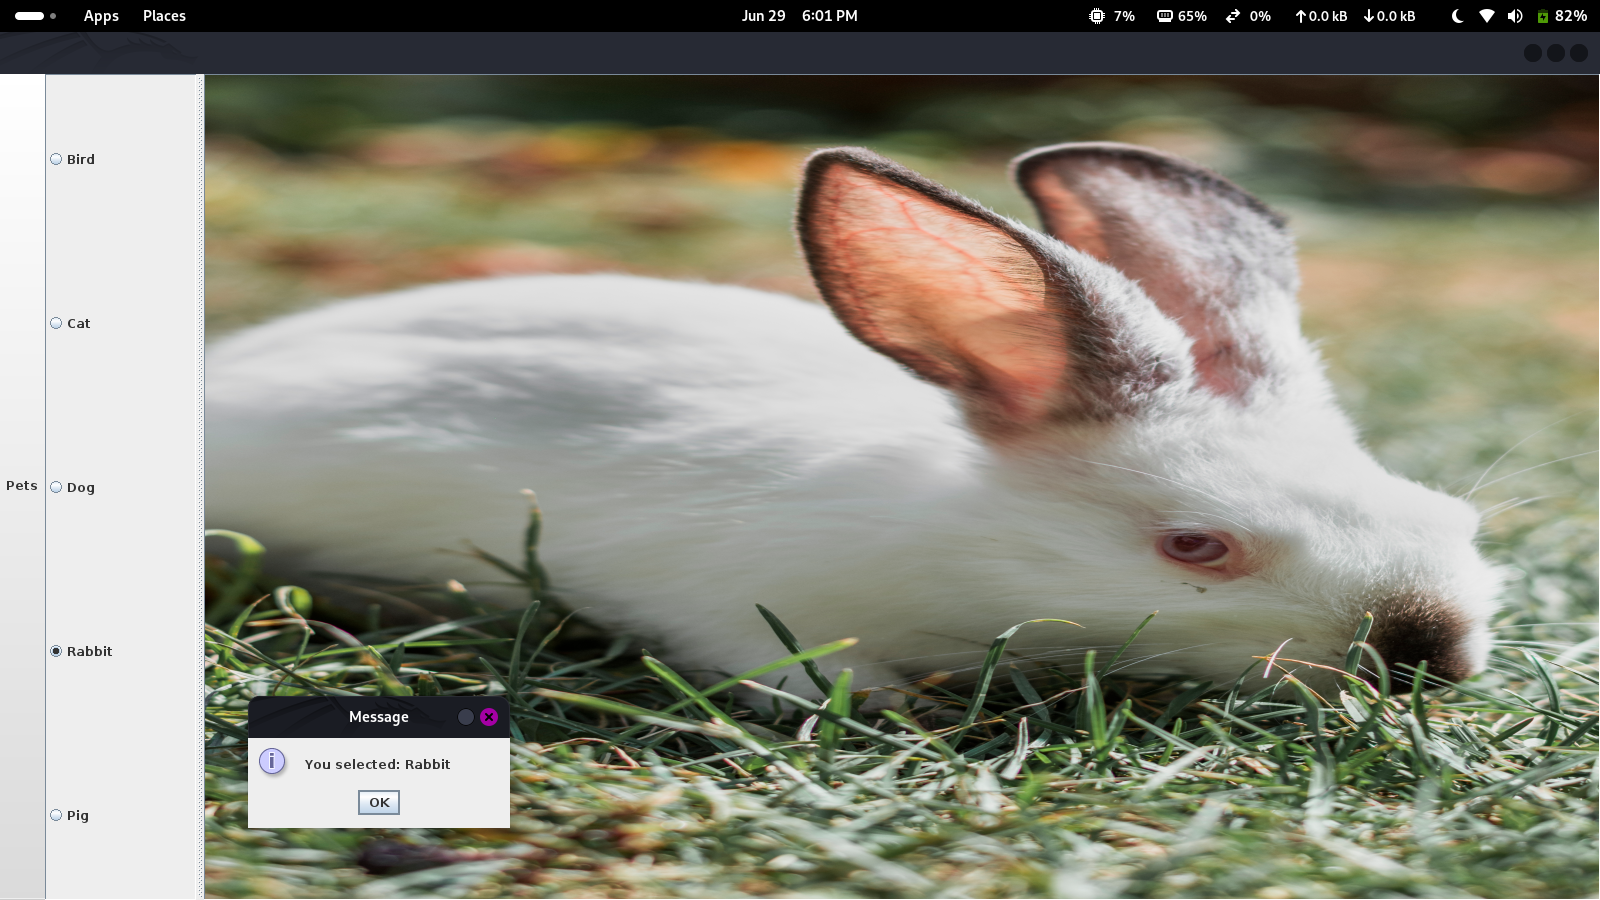 Apps Places Jun 29 6:01 PM 7% 65% 0% 0.0 kB 0.0 kB 82%
Bird
Cat
Pets
Dog
Rabbit
Pig
Message
You selected: Rabbit
OK